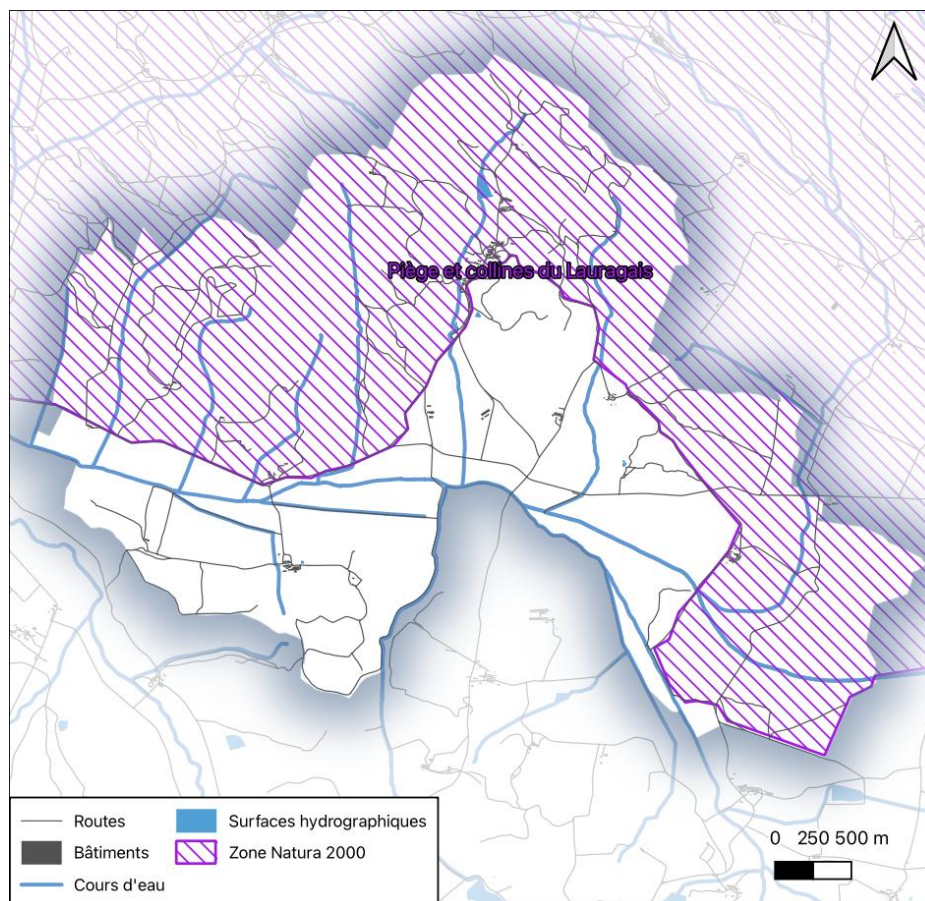 Piège et collines du Lauragais
Routes
Bâtiments
Cours d'eau
Surfaces hydrographiques
Zone Natura 2000
0 250 500 m